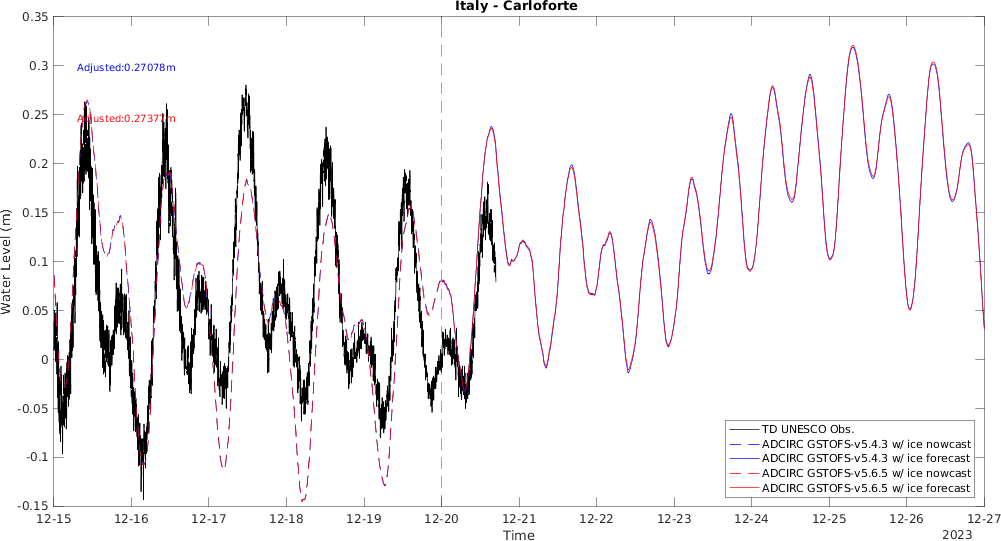 Italy - Carloforte
0.35
0.3
0.25
0.2
0.15
0.1
0.05
0
-0.05
-0.1
-0.15
Water Level (m)
Adjusted:0.27078m
Adjusted:0.27377m
TD UNESCO Obs.
ADCIRC GSTOFS-v5.4.3 w/ ice nowcast
ADCIRC GSTOFS-v5.4.3 w/ ice forecast
ADCIRC GSTOFS-v5.6.5 w/ ice nowcast
ADCIRC GSTOFS-v5.6.5 w/ ice forecast
12-15 12-16 12-17 12-18 12-19 12-20 12-21 12-22 12-23 12-24 12-25 12-26 12-27
Time
2023